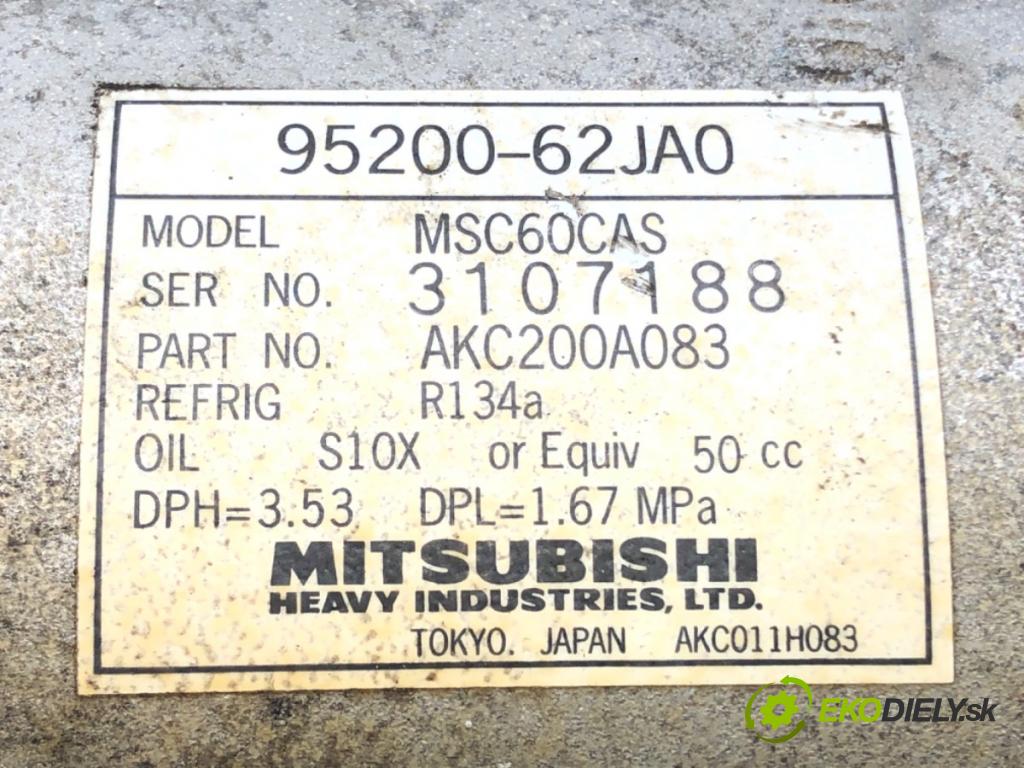 95200-62JA0
MODEL MSC60CAS
SER NO. 3107188
PART NO. AKC200A083
REFRIG R134a
OIL S10X or Equiv 50 cc
DPH=3.53 DPL=1.67 MPa
MITSUBISHI
HEAVY INDUSTRIES, LTD.
TOKYO. JAPAN AKC011H083
EKODIELY.sk